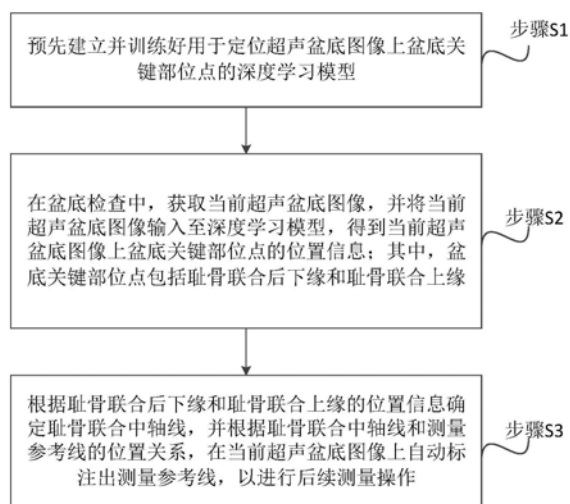 预先建立并训练好用于定位超声盆底图像上盆底关
键部位点的深度学习模型
步骤S1
在盆底检查中，获取当前超声盆底图像，并将当前
超声盆底图像输入至深度学习模型，得到当前超声
盆底图像上盆底关键部位点的位置信息；其中，盆
底关键部位点包括耻骨联合后下缘和耻骨联合上缘
步骤S2
根据耻骨联合后下缘和耻骨联合上缘的位置信息确
定耻骨联合中轴线，并根据耻骨联合中轴线和测量
参考线的位置关系，在当前超声盆底图像上自动标
注出测量参考线，以进行后续测量操作
步骤S3